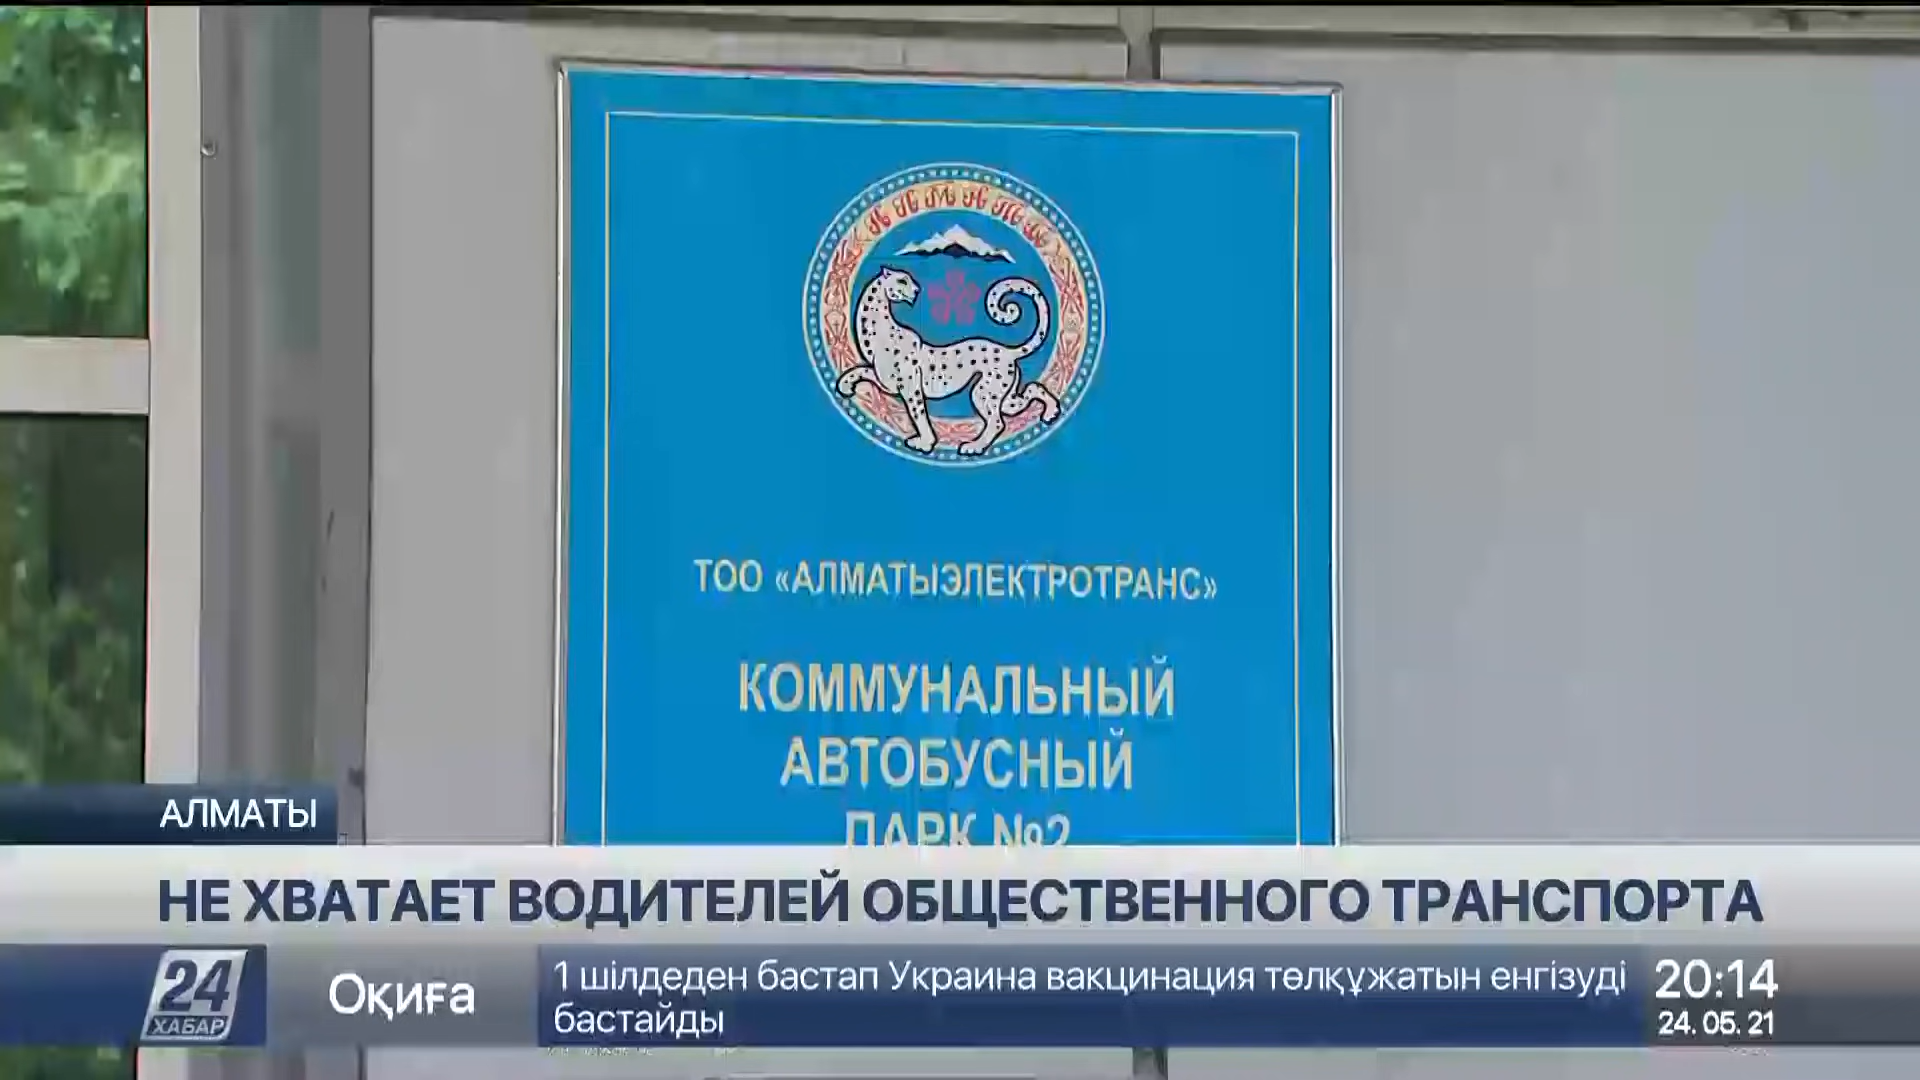 АЛМАТЫ
ТОО «АЛМАТЫЭЛЕКТРОТРАНС»
КОММУНАЛЬНЫЙ
АВТОБУСНЫЙ
ПАРК №2
АЛМАТЫ
НЕ ХВАТАЕТ ВОДИТЕЛЕЙ ОБЩЕСТВЕННОГО ТРАНСПОРТА
24
ХАБАР
Оқиға
1 шілдеден бастап Украина вакцинация төлқұжатын енгізуді
бастайды
20:14
24. 05. 21